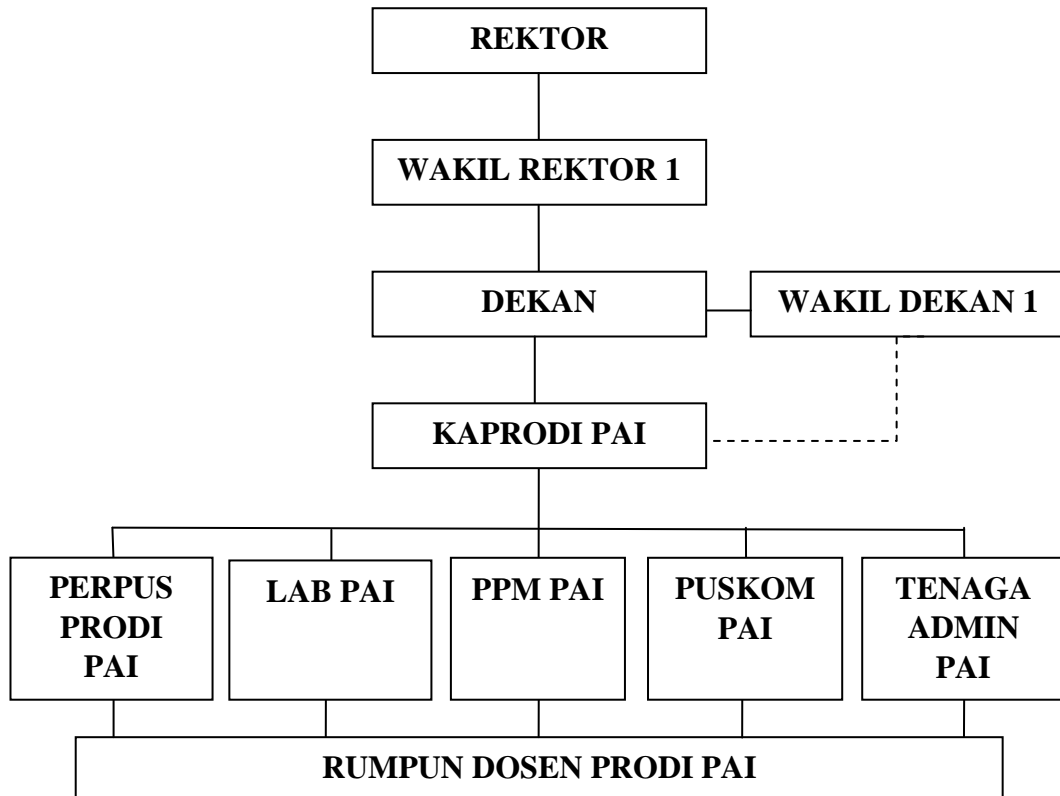 REKTOR
WAKIL REKTOR 1
DEKAN
WAKIL DEKAN 1
KAPRODI PAI
PERPUS
PRODI
PAI
LAB PAI
PPM PAI
PUSKOM
PAI
TENAGA
ADMIN
PAI
RUMPUN DOSEN PRODI PAI